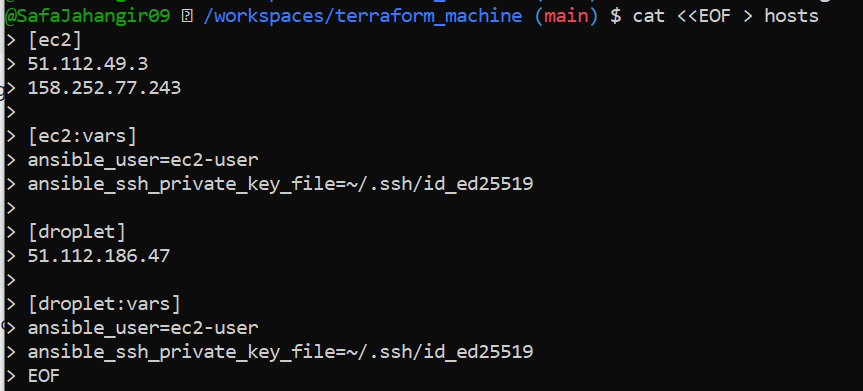 @SafaJahangir09 /workspaces/terraform_machine (main) $ cat <<EOF > hosts
> [ec2]
> 51.112.49.3
> 158.252.77.243
>
> [ec2:vars]
> ansible_user=ec2-user
> ansible_ssh_private_key_file=~/.ssh/id_ed25519
>
> [droplet]
> 51.112.186.47
>
> [droplet:vars]
> ansible_user=ec2-user
> ansible_ssh_private_key_file=~/.ssh/id_ed25519
> EOF